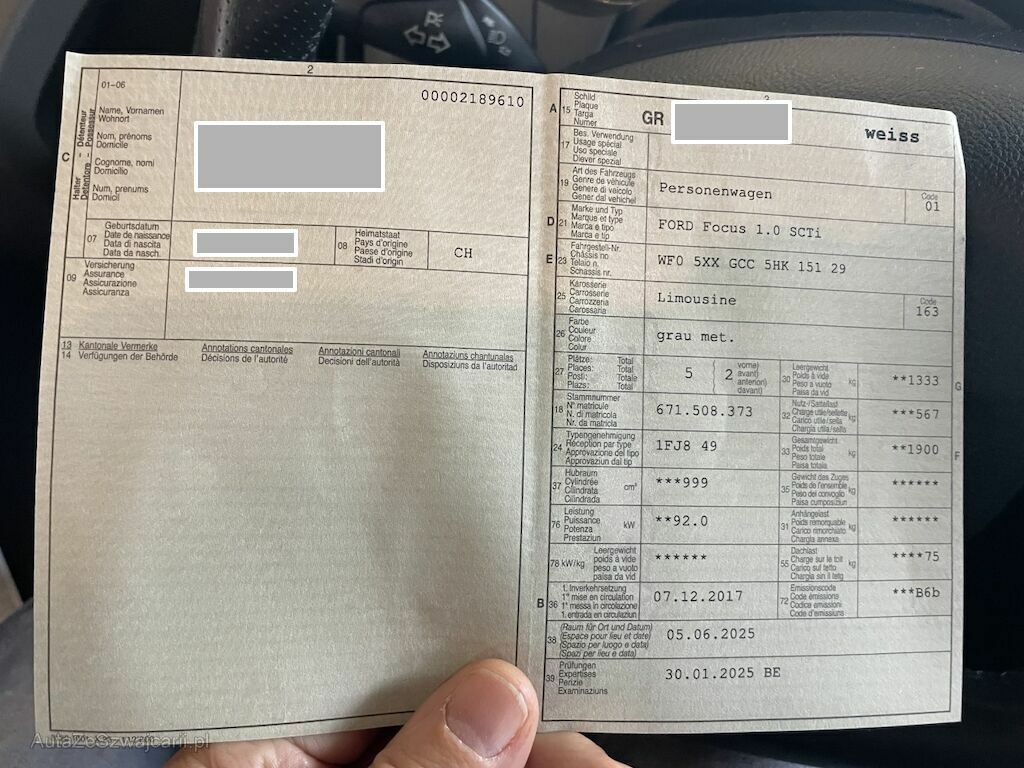 2
00002189610
01–06
Name, Vornamen
Wohnort
Nom, prénoms
Domicile
Cognome, nomi
Domicilio
Num, prenums
Domicil
C
Halter – Détenteur
Detentore – Possessur
07
Geburtsdatum
Date de naissance
Data di nascita
Data da nasch.
08
Heimatstaat
Pays d'origine
Paese d'origine
Stadi d'origin
CH
09
Versicherung
Assurance
Assicurazione
Assicuranza
13 Kantonale Vermerke
14 Verfügungen der Behörde
Annotations cantonales
Décisions de l'autorité
Annotazioni cantonali
Decisioni dell'autorità
Annotaziuns chantunalas
Disposiziuns da l'autoritad
A 15
Schild
Plaque
Targa
Numer
GR
weiss
17
Bes. Verwendung
Usage spécial
Uso speciale
Diever spezial
19
Art des Fahrzeugs
Genre de véhicule
Genere di veicolo
Gener dal vehichel
Personenwagen
Code
01
D 21
Marke und Typ
Marque et type
Marca e tipo
Marca e tip
FORD Focus 1.0 SCTi
E 23
Fahrgestell-Nr.
Châssis no
Telaio n.
Schassis nr.
WF0 5XX GCC 5HK 151 29
25
Karosserie
Carrosserie
Carrozzeria
Carossaria
Limousine
Code
163
26
Farbe
Couleur
Colore
Colur
grau met.
27
Plätze: Total
Places: Total
Posti: Totale
Plazs: Total
5
2
vorne)
avant)
anteriori)
davant)
30
Leergewicht
Poids à vide
Peso a vuoto
Paisa da vid
kg
**1333
G
18
Stammnummer
N° matricule
N. di matricola
Nr. da matricla
671.508.373
32
Nutz-/Sattellast
Charge utile/sellette
Carico utile/sella
Chargia utila/sella
kg
***567
24
Typengenehmigung
Réception par type
Approvazione del tipo
Approvaziun dal tip
1FJ8 49
33
Gesamtgewicht
Poids total
Peso totale
Paisa totala
kg
**1900
F
37
Hubraum
Cylindrée
Cilindrata
Cilindrada
cm³
***999
35
Gewicht des Zuges
Poids de l'ensemble
Peso del convoglio
Paisa cumposiziun
kg
******
76
Leistung
Puissance
Potenza
Prestaziun
kW
**92.0
31
Anhängelast
Poids remorquable
Carico rimorchiato
Chargia annexa
kg
******
78 kW/kg
Leergewicht
poids à vide
peso a vuoto
paisa da vid
******
55
Dachlast
Charge sur le toit
Carico sul tetto
Chargia sin il tetg
kg
****75
B 36
1. Inverkehrsetzung
1re mise en circulation
1a messa in circolazione
1. entrada en circulaziun
07.12.2017
72
Emissionscode
Code émissions
Codice emissioni
Code d'emissiuns
***B6b
38
(Raum für Ort und Datum)
(Espace pour lieu et date)
(Spazio per luogo e data)
(Spazi per lieu e data)
05.06.2025
39
Prüfungen
Expertises
Perizie
Examinaziuns
30.01.2025 BE
AutaZeSzwajcarii.pl